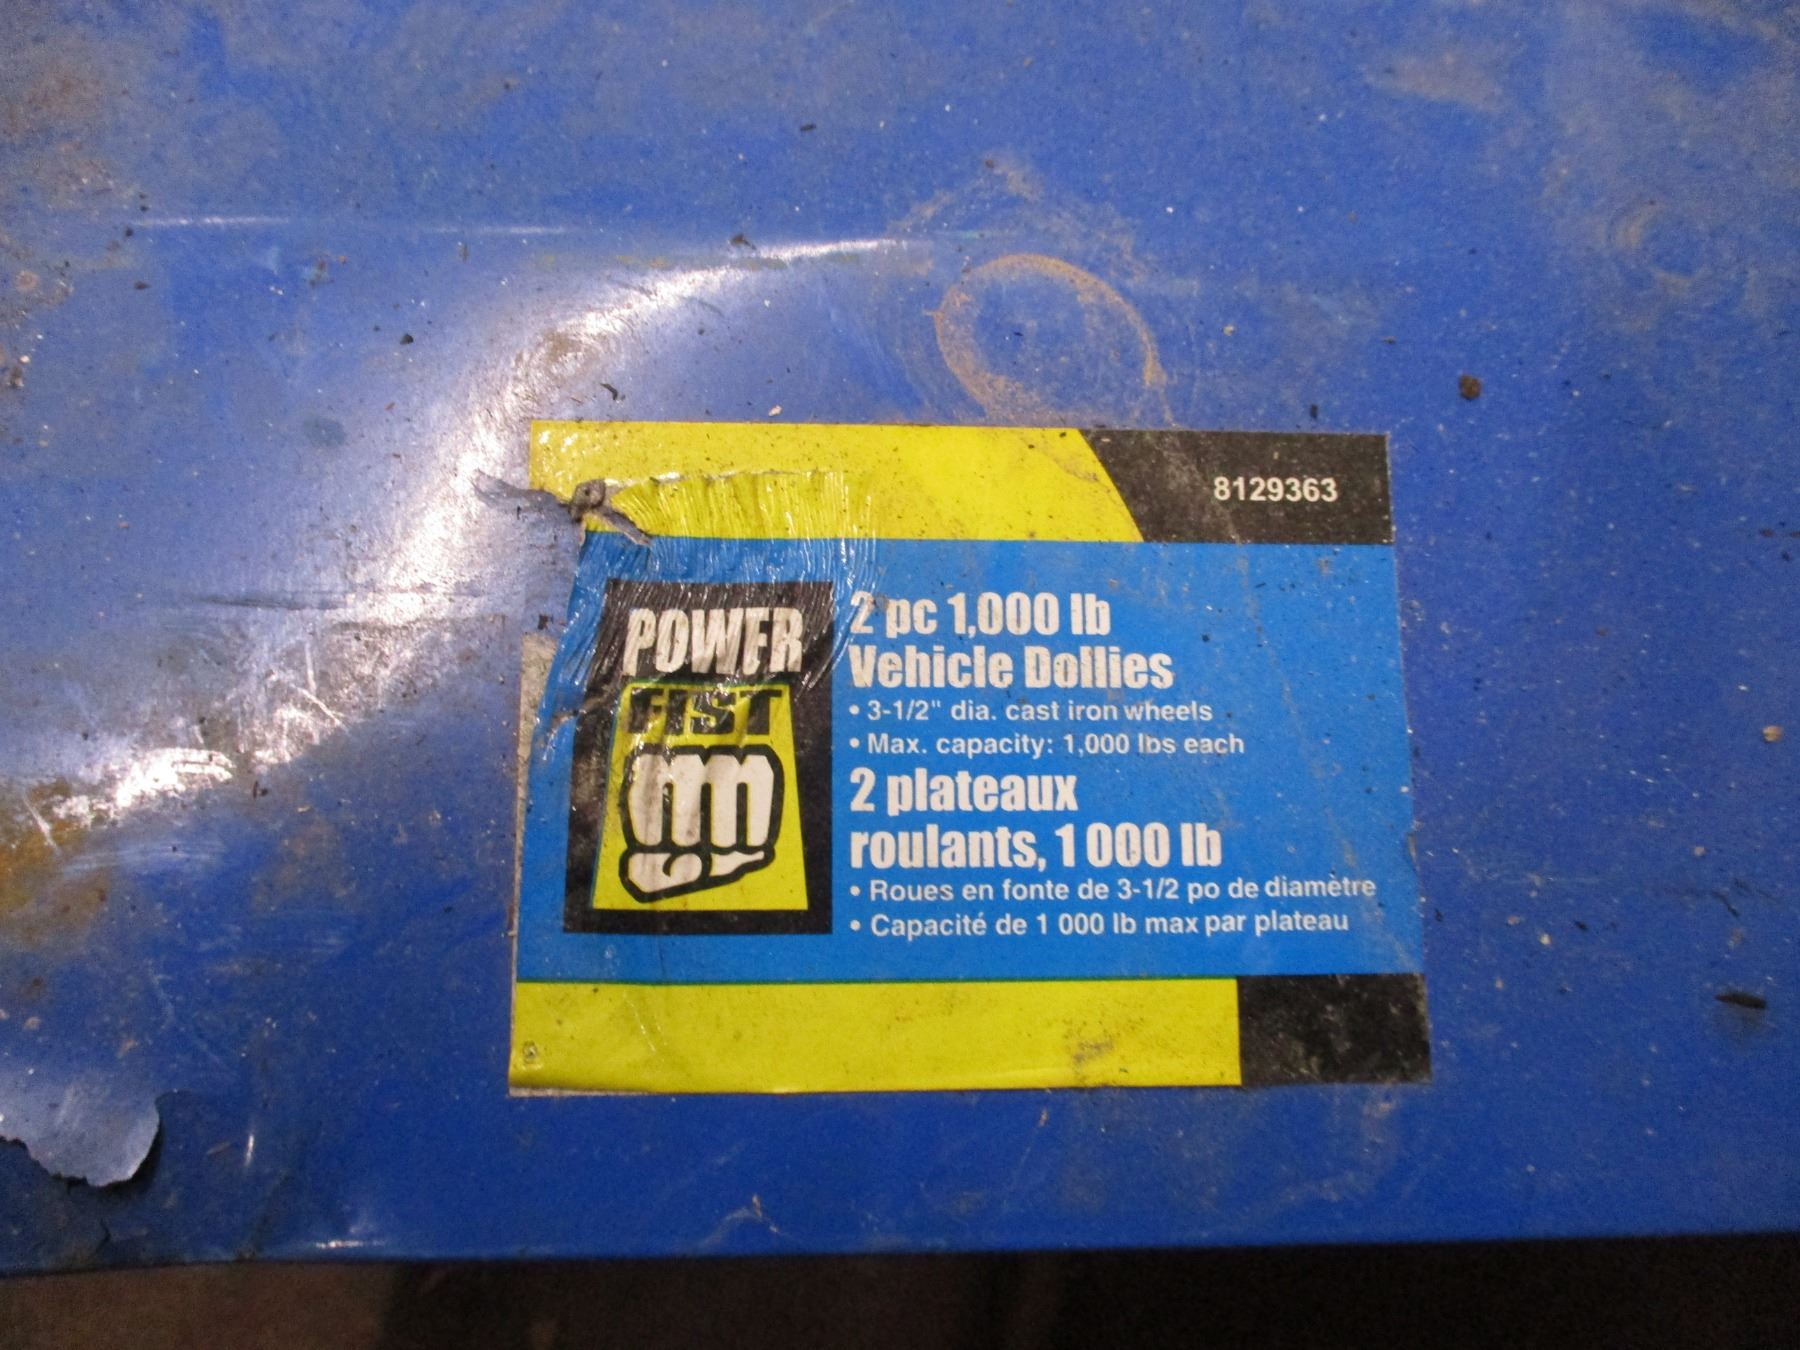 8129363
POWER
FIST
2 pc 1,000 lb
Vehicle Dollies
• 3-1/2" dia. cast iron wheels
• Max. capacity: 1,000 lbs each
2 plateaux
roulants, 1 000 lb
• Roues en fonte de 3-1/2 po de diamètre
• Capacité de 1 000 lb max par plateau